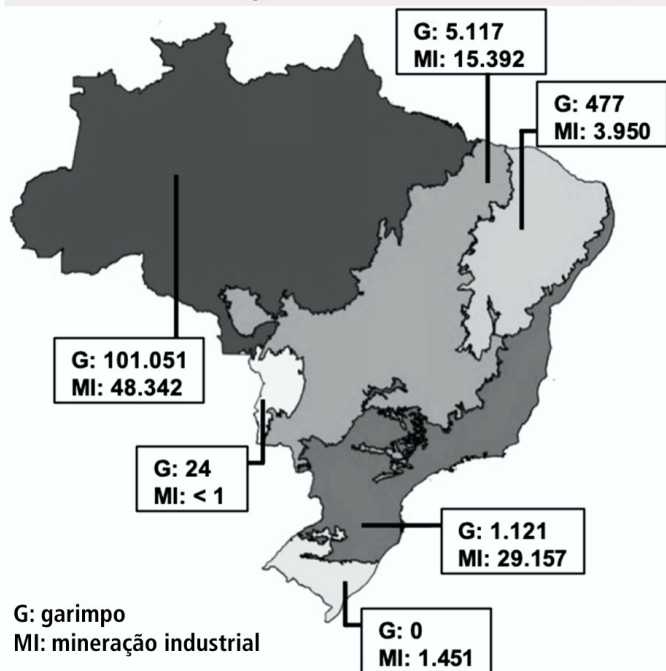 G: 5.117
MI: 15.392
G: 477
MI: 3.950
G: 101.051
MI: 48.342
G: 24
MI: < 1
G: 1.121
MI: 29.157
G: garimpo
MI: mineração industrial
G: 0
MI: 1.451